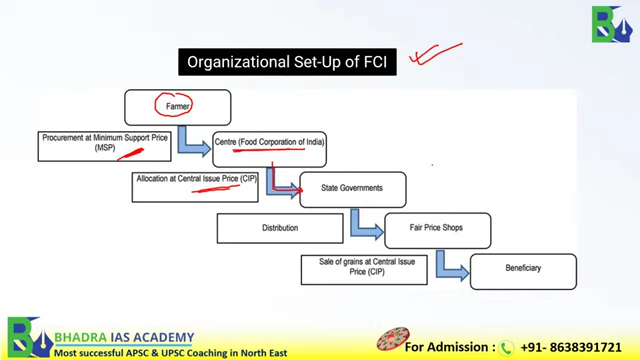 Organizational Set-Up of FCI
Farmer
Procurement at Minimum Support Price
(MSP)
Centre (Food Corporation of India)
Allocation at Central Issue Price (CIP)
State Governments
Distribution
Fair Price Shops
Sale of grains at Central Issue
Price (CIP)
Beneficiary
BHADRA IAS ACADEMY
Most successful APSC & UPSC Coaching in North East
For Admission : +91- 8638391721